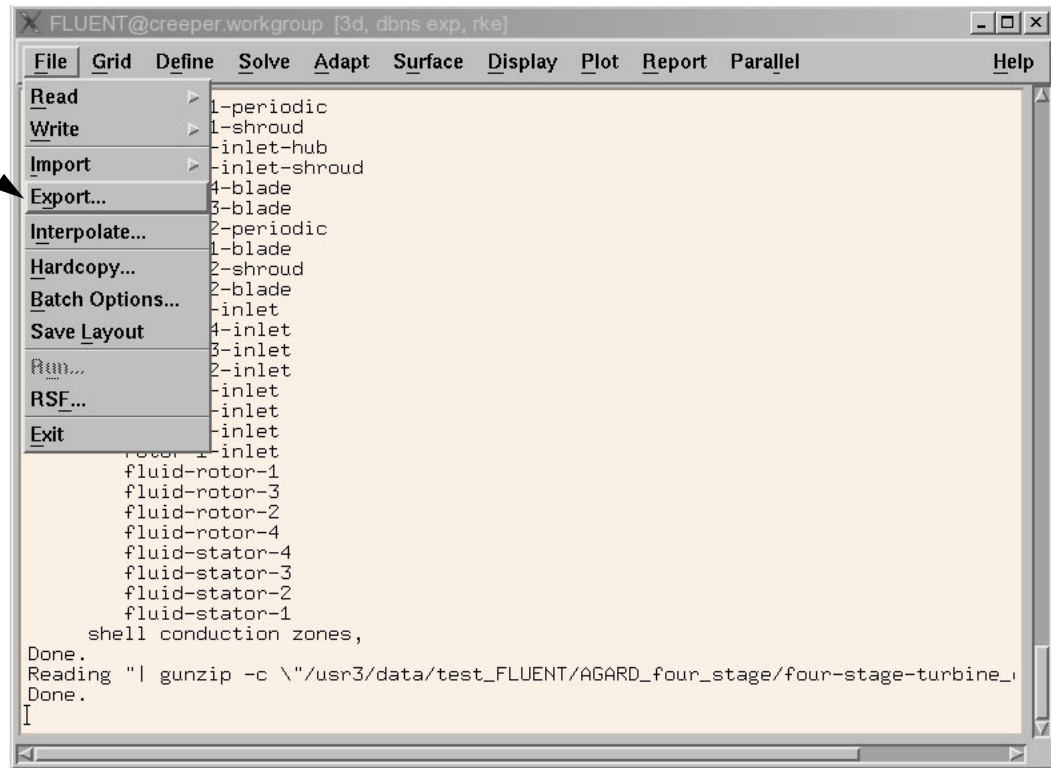 FLUENT@creeper.workgroup [3d, dbns exp, rke]
File Grid Define Solve Adapt Surface Display Plot Report Parallel Help
Read
Write
Import
Export...
Interpolate...
Hardcopy...
Batch Options...
Save Layout
Run...
RSF...
Exit
1-periodic
1-shroud
-inlet-hub
-inlet-shroud
4-blade
3-blade
2-periodic
1-blade
2-shroud
2-blade
-inlet
4-inlet
3-inlet
2-inlet
-inlet
-inlet
-inlet
rotor-1-inlet
fluid-rotor-1
fluid-rotor-3
fluid-rotor-2
fluid-rotor-4
fluid-stator-4
fluid-stator-3
fluid-stator-2
fluid-stator-1
shell conduction zones,
Done.
Reading "| gunzip -c \"/usr3/data/test_FLUENT/AGARD_four_stage/four-stage-turbine_
Done.